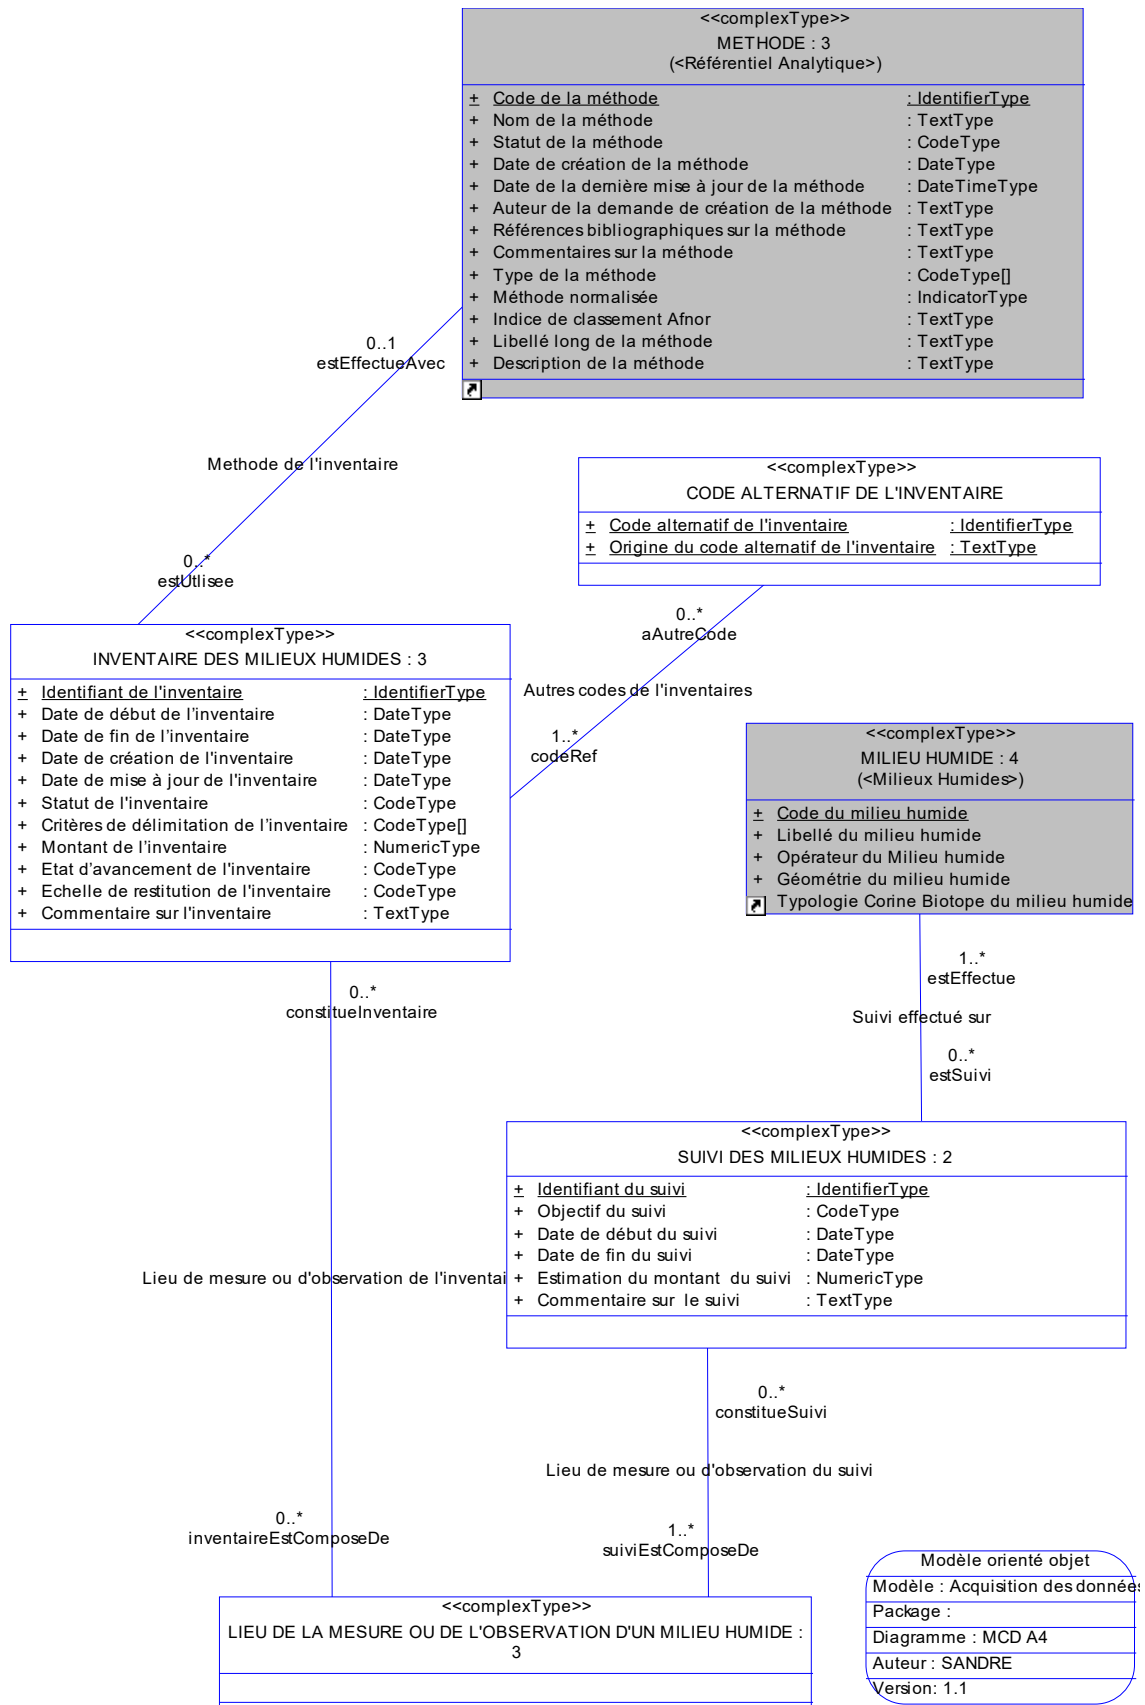 <<complexType>>
METHODE : 3
(<Référentiel Analytique>)
+ Code de la méthode : IdentifierType
+ Nom de la méthode : TextType
+ Statut de la méthode : CodeType
+ Date de création de la méthode : DateType
+ Date de la dernière mise à jour de la méthode : DateTimeType
+ Auteur de la demande de création de la méthode : TextType
+ Références bibliographiques sur la méthode : TextType
+ Commentaires sur la méthode : TextType
+ Type de la méthode : CodeType[]
+ Méthode normalisée : IndicatorType
+ Indice de classement Afnor : TextType
+ Libellé long de la méthode : TextType
+ Description de la méthode : TextType
0..1
estEffectueAvec
Methode de l'inventaire
0..*
estUtlisee
<<complexType>>
CODE ALTERNATIF DE L'INVENTAIRE
+ Code alternatif de l'inventaire : IdentifierType
+ Origine du code alternatif de l'inventaire : TextType
0..*
aAutreCode
Autres codes de l'inventaires
1..*
codeRef
<<complexType>>
INVENTAIRE DES MILIEUX HUMIDES : 3
+ Identifiant de l'inventaire : IdentifierType
+ Date de début de l’inventaire : DateType
+ Date de fin de l’inventaire : DateType
+ Date de création de l'inventaire : DateType
+ Date de mise à jour de l'inventaire : DateType
+ Statut de l'inventaire : CodeType
+ Critères de délimitation de l’inventaire : CodeType[]
+ Montant de l’inventaire : NumericType
+ Etat d’avancement de l'inventaire : CodeType
+ Echelle de restitution de l'inventaire : CodeType
+ Commentaire sur l'inventaire : TextType
<<complexType>>
MILIEU HUMIDE : 4
(<Milieux Humides>)
+ Code du milieu humide
+ Libellé du milieu humide
+ Opérateur du Milieu humide
+ Géométrie du milieu humide
Typologie Corine Biotope du milieu humide
0..*
constitueInventaire
1..*
estEffectue
Suivi effectué sur
0..*
estSuivi
<<complexType>>
SUIVI DES MILIEUX HUMIDES : 2
+ Identifiant du suivi : IdentifierType
+ Objectif du suivi : CodeType
+ Date de début du suivi : DateType
+ Date de fin du suivi : DateType
+ Estimation du montant du suivi : NumericType
+ Commentaire sur le suivi : TextType
Lieu de mesure ou d'observation de l'inventai
0..*
constitueSuivi
Lieu de mesure ou d'observation du suivi
0..*
inventaireEstComposeDe
1..*
suiviEstComposeDe
<<complexType>>
LIEU DE LA MESURE OU DE L'OBSERVATION D'UN MILIEU HUMIDE :
3
Modèle orienté objet
Modèle : Acquisition des données
Package :
Diagramme : MCD A4
Auteur : SANDRE
Version: 1.1